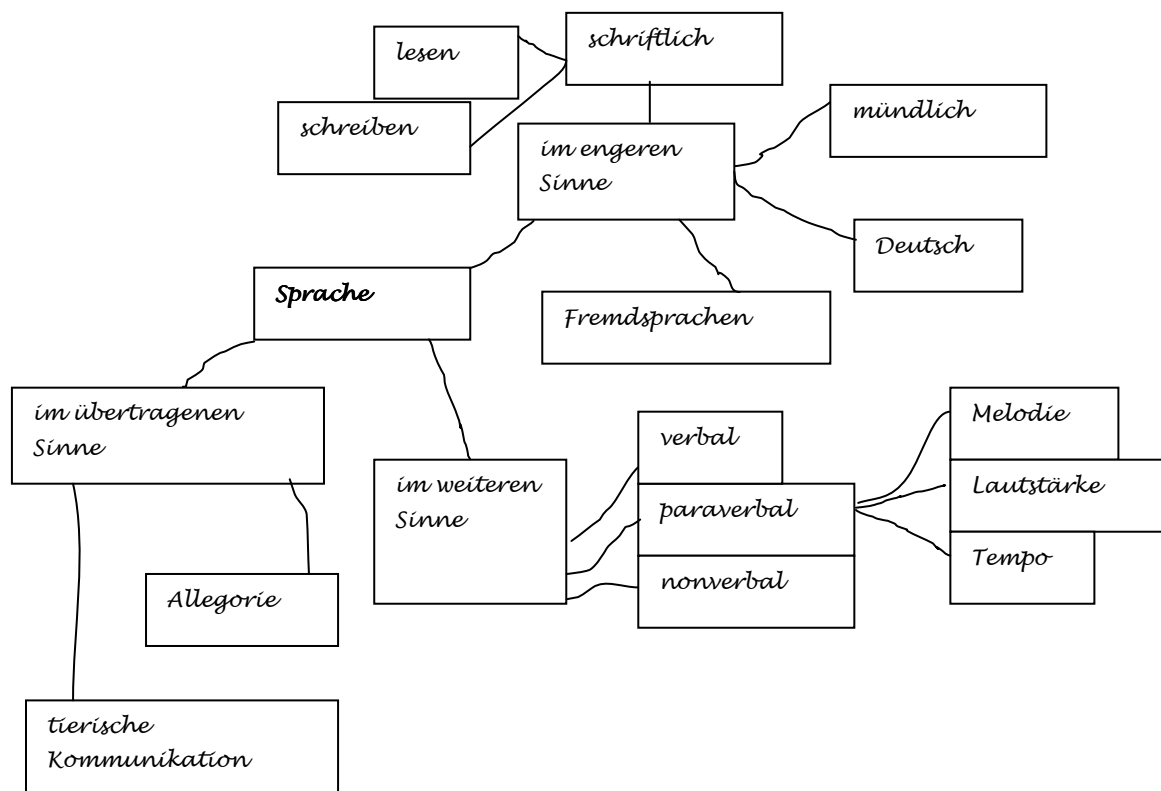 schriftlich
lesen
mündlich
schreiben
im engeren
Sinne
Deutsch
Sprache
Fremdsprachen
im übertragenen
Sinne
Melodie
verbal
im weiteren
Sinne
Lautstärke
paraverbal
Tempo
nonverbal
Allegorie
tierische
Kommunikation